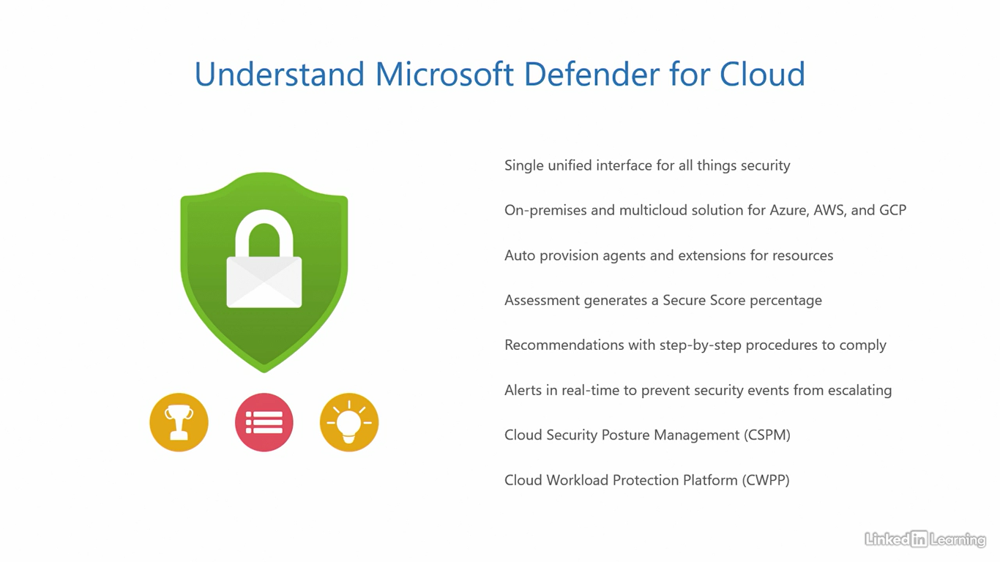 Understand Microsoft Defender for Cloud
Single unified interface for all things security
On-premises and multicloud solution for Azure, AWS, and GCP
Auto provision agents and extensions for resources
Assessment generates a Secure Score percentage
Recommendations with step-by-step procedures to comply
Alerts in real-time to prevent security events from escalating
Cloud Security Posture Management (CSPM)
Cloud Workload Protection Platform (CWPP)
Linked in Learning